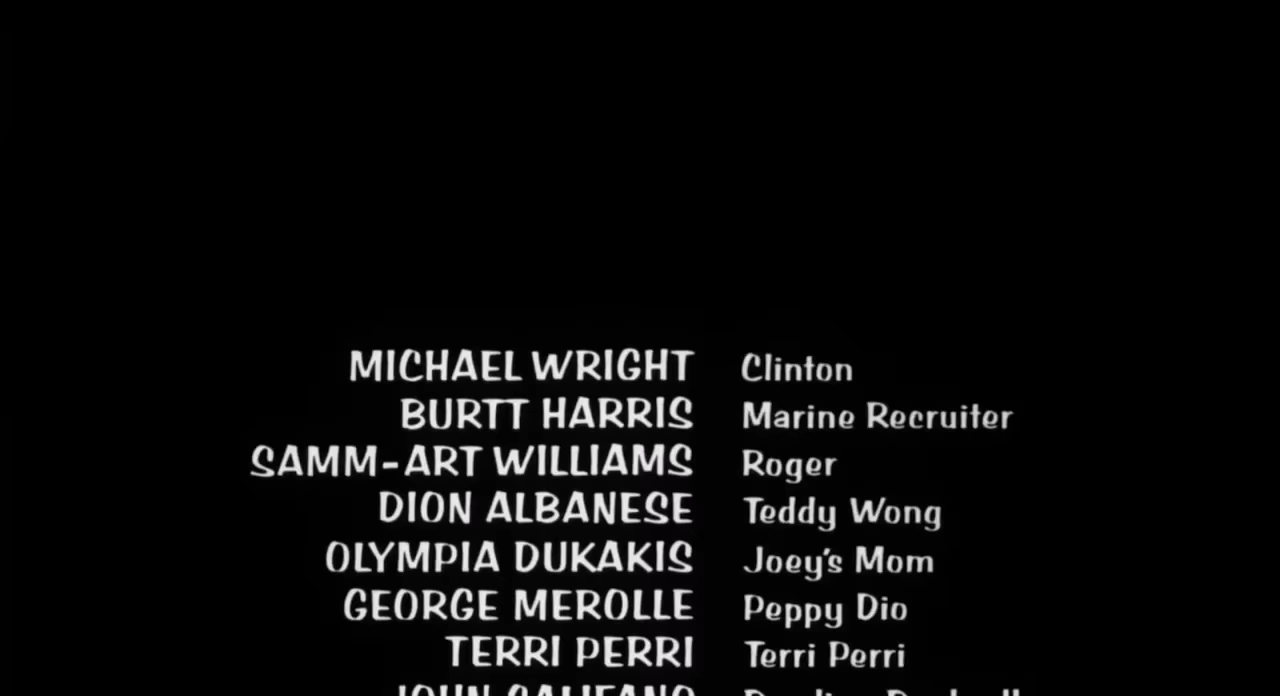 MICHAEL WRIGHT Clinton
BURTT HARRIS Marine Recruiter
SAMM-ART WILLIAMS Roger
DION ALBANESE Teddy Wong
OLYMPIA DUKAKIS Joey's Mom
GEORGE MEROLLE Peppy Dio
TERRI PERRI Terri Perri
JOHN